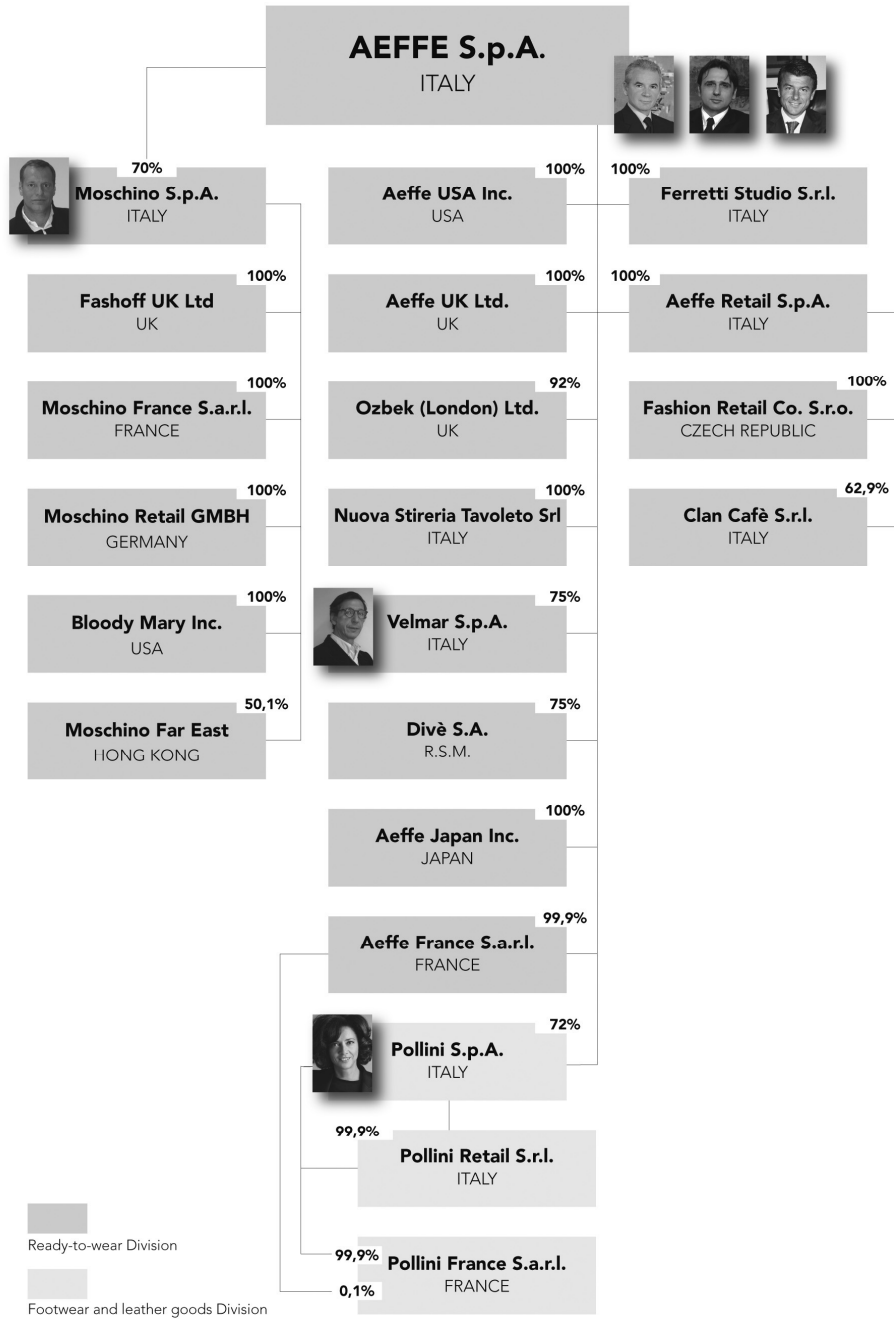 AEFFE S.p.A.
ITALY
70%
Moschino S.p.A.
ITALY
100%
Fashoff UK Ltd
UK
100%
Moschino France S.a.r.l.
FRANCE
100%
Moschino Retail GMBH
GERMANY
100%
Bloody Mary Inc.
USA
50,1%
Moschino Far East
HONG KONG
100%
Aeffe USA Inc.
USA
100%
Aeffe UK Ltd.
UK
92%
Ozbek (London) Ltd.
UK
100%
Nuova Stireria Tavoleto Srl
ITALY
75%
Velmar S.p.A.
ITALY
75%
Divè S.A.
R.S.M.
100%
Aeffe Japan Inc.
JAPAN
99,9%
Aeffe France S.a.r.l.
FRANCE
72%
Pollini S.p.A.
ITALY
99,9%
Pollini Retail S.r.l.
ITALY
99,9%
Pollini France S.a.r.l.
0,1%
FRANCE
100%
Ferretti Studio S.r.l.
ITALY
100%
Aeffe Retail S.p.A.
ITALY
100%
Fashion Retail Co. S.r.o.
CZECH REPUBLIC
62,9%
Clan Cafè S.r.l.
ITALY
Ready-to-wear Division
Footwear and leather goods Division